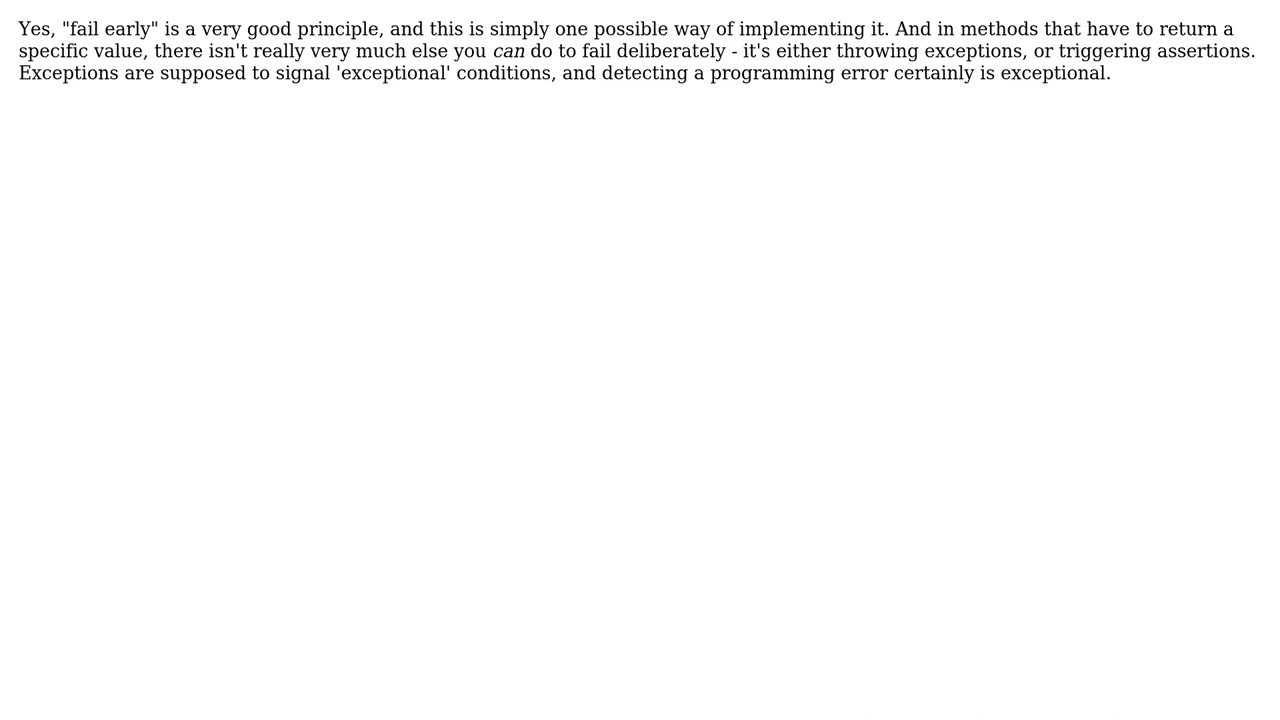 Yes, "fail early" is a very good principle, and this is simply one possible way of implementing it. And in methods that have to return a
specific value, there isn't really very much else you can do to fail deliberately - it's either throwing exceptions, or triggering assertions.
Exceptions are supposed to signal 'exceptional' conditions, and detecting a programming error certainly is exceptional.